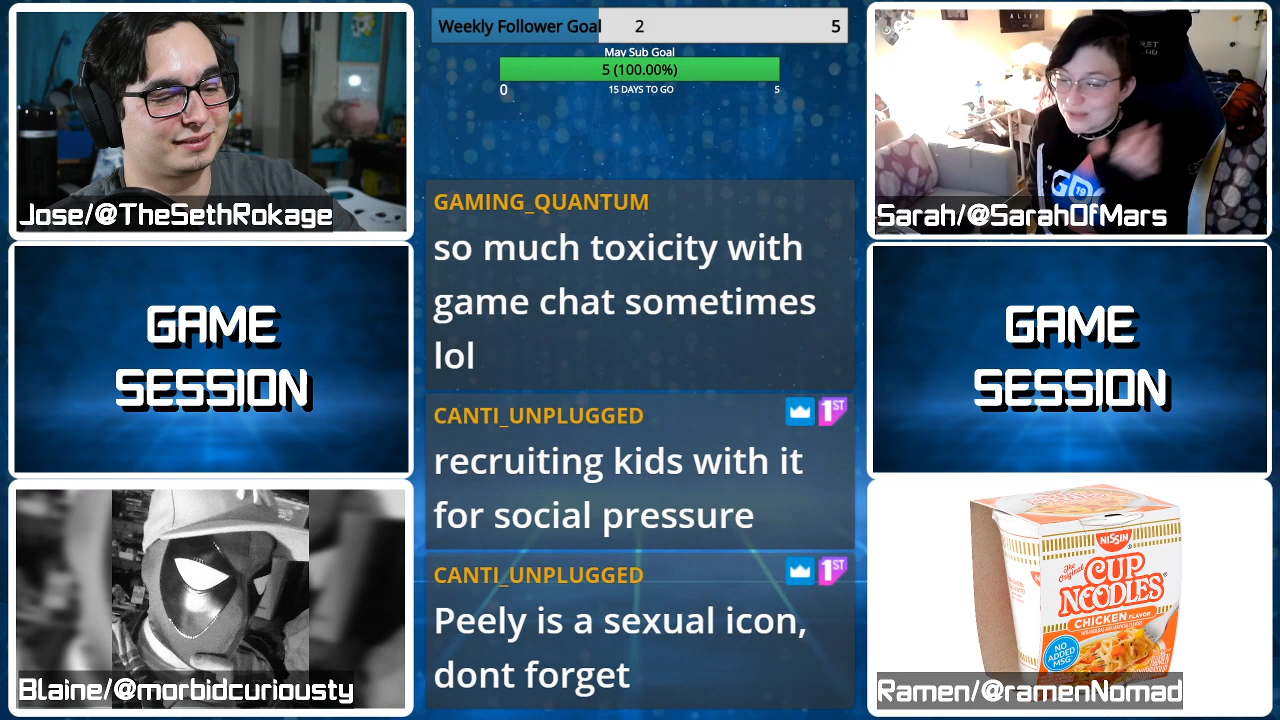 Weekly Follower Goal 2 5
May Sub Goal
5 (100.00%)
0 15 DAYS TO GO 5
Jose/@TheSethRokage
ALIEN
Sarah/@SarahOfMars
GAME
SESSION
GAMING_QUANTUM
so much toxicity with
game chat sometimes
lol
CANTI_UNPLUGGED
1ST
recruiting kids with it
for social pressure
CANTI_UNPLUGGED
1ST
Peely is a sexual icon,
dont forget
GAME
SESSION
Blaine/@morbidcuriousty
NISSIN
The Original
CUP
NOODLES
CHICKEN FLAVOR
NO
ADDED
MSG
Ramen/@ramenNomad